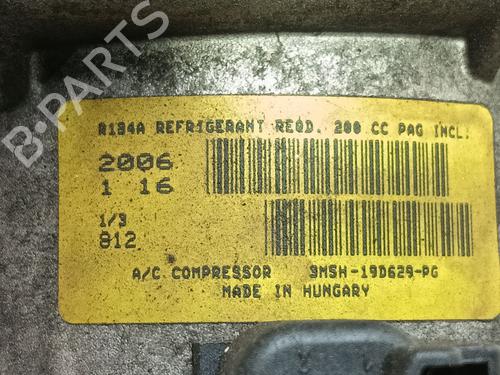 B-PARTS
R134A REFRIGERANT REQD. 200 CC PAG INCL.
2006
1 16
1/3
812
A/C COMPRESSOR 3M5H-19D629-PG
MADE IN HUNGARY